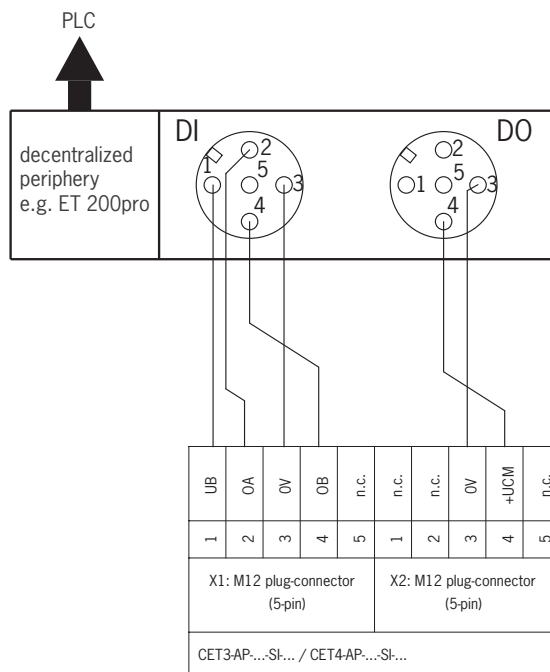 PLC
DI
DO
decentralized
periphery
e.g. ET 200pro
1
2
5
3
4
2
1
5
3
4
UB
OA
0V
OB
n.c.
n.c.
n.c.
0V
+UCM
n.c.
1
2
3
4
5
1
2
3
4
5
X1: M12 plug-connector
(5-pin)
X2: M12 plug-connector
(5-pin)
CET3-AP-...-SI-... / CET4-AP-...-SI-...